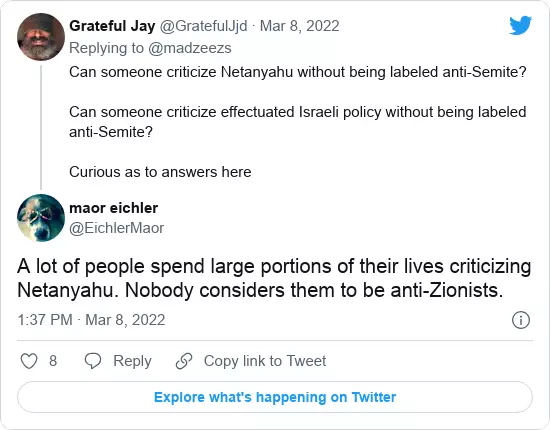 Grateful Jay @GratefulJjd · Mar 8, 2022
Replying to @madzeezs
Can someone criticize Netanyahu without being labeled anti-Semite?
Can someone criticize effectuated Israeli policy without being labeled
anti-Semite?
Curious as to answers here
maor eichler
@EichlerMaor
A lot of people spend large portions of their lives criticizing
Netanyahu. Nobody considers them to be anti-Zionists.
1:37 PM · Mar 8, 2022
8 Reply Copy link to Tweet
Explore what's happening on Twitter